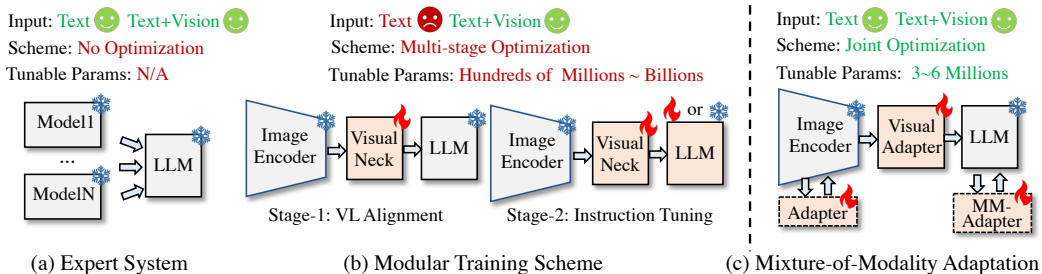 Input: Text Text+Vision
Scheme: No Optimization
Tunable Params: N/A
Model1
...
ModelN
LLM
(a) Expert System
Input: Text Text+Vision
Scheme: Multi-stage Optimization
Tunable Params: Hundreds of Millions ~ Billions
Image
Encoder
Visual
Neck
LLM
Stage-1: VL Alignment
Image
Encoder
Visual
Neck
or
LLM
Stage-2: Instruction Tuning
(b) Modular Training Scheme
Input: Text Text+Vision
Scheme: Joint Optimization
Tunable Params: 3~6 Millions
Image
Encoder
Visual
Adapter
LLM
Adapter
MM-
Adapter
(c) Mixture-of-Modality Adaptation